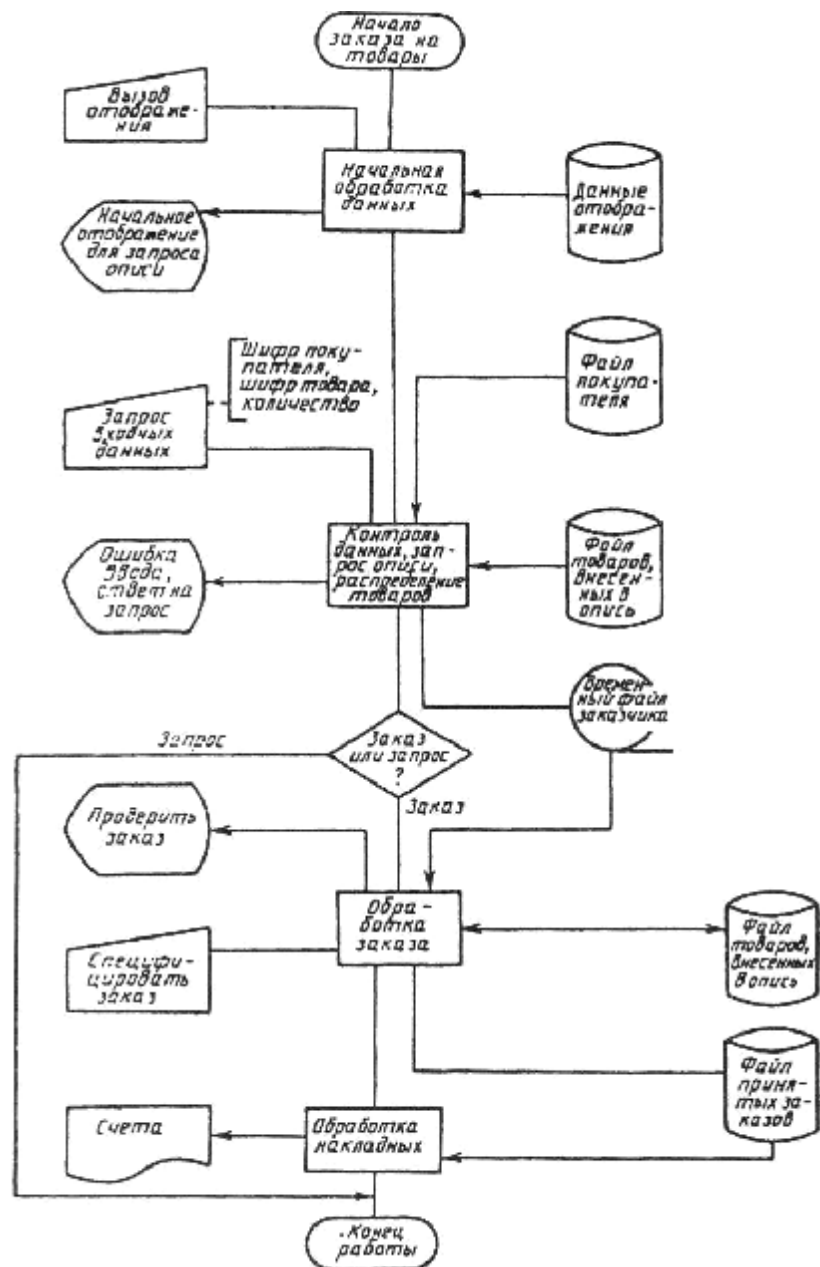 Начало
заказа на
товары
Вызов
отображе-
ния
Начальная
обработка
данных
Данные
отобра-
жения
Начальное
отображение
для запроса
описи
Шифр поку-
пателя,
шифр товара,
количество
Файл
покупа-
теля
Запрос
входных
данных
Контроль
данных, зап-
рос описи,
распределение
товаров
Файл
товаров,
внесен-
ных в
опись
Ошибка
ввода,
ответ на
запрос
Времен-
ный файл
заказчика
Запрос
Заказ
или запрос
?
Заказ
Проверить
заказ
Обра-
ботка
заказа
Файл
товаров,
внесенных
в опись
Специфи-
цировать
заказ
Файл
приня-
тых за-
казов
Счета
Обработка
накладных
.Конец
работы